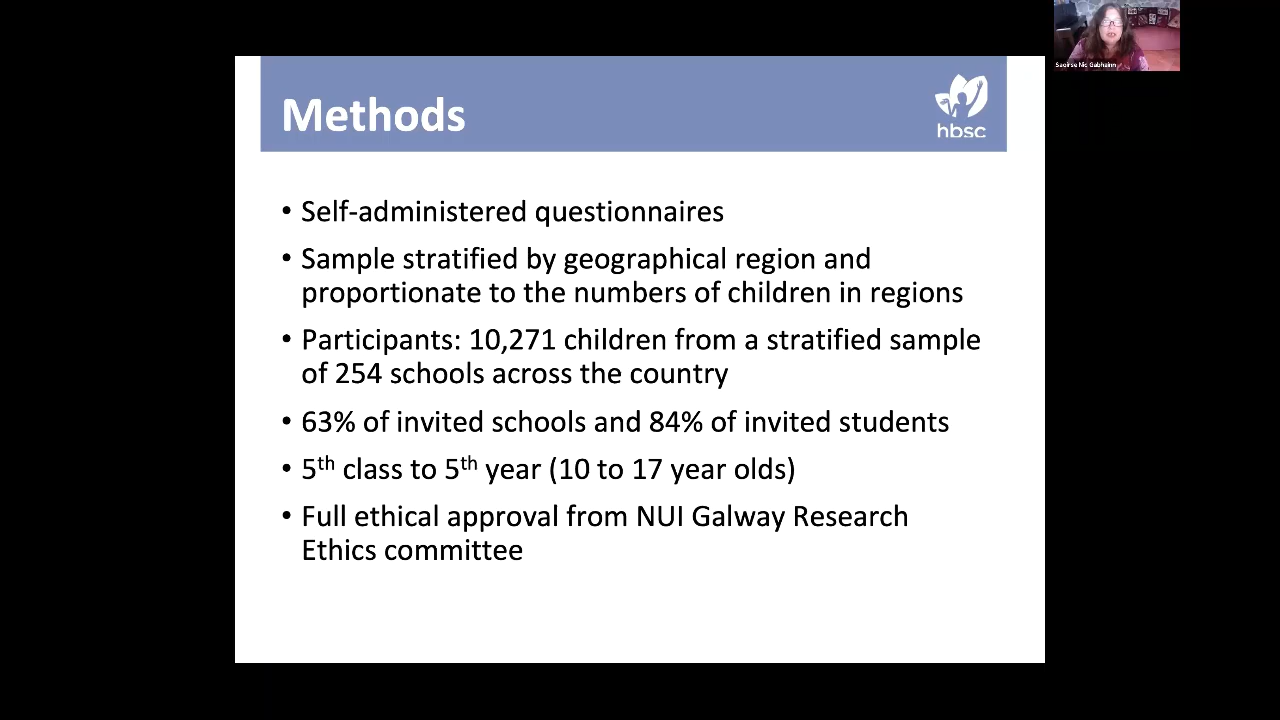 Saoirse Nic Gabhainn
Methods
hbsc
• Self-administered questionnaires
• Sample stratified by geographical region and
proportionate to the numbers of children in regions
• Participants: 10,271 children from a stratified sample
of 254 schools across the country
• 63% of invited schools and 84% of invited students
• 5th class to 5th year (10 to 17 year olds)
• Full ethical approval from NUI Galway Research
Ethics committee